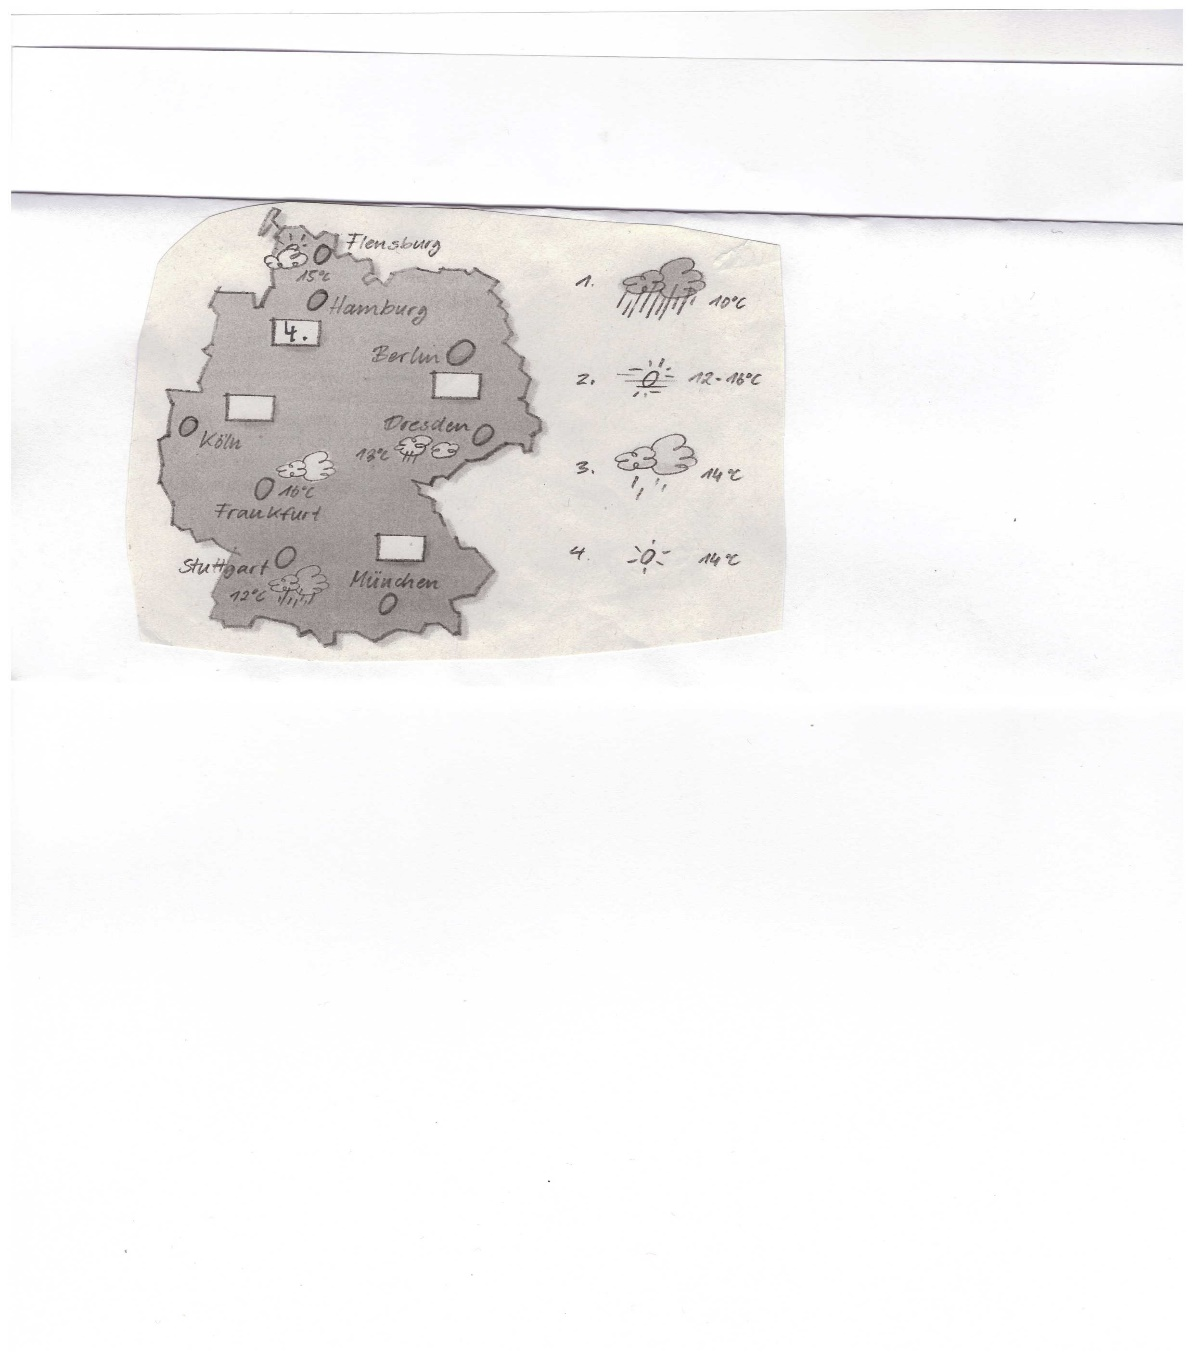 Flensburg
15°C
Hamburg
4.
Berlin
Köln
Dresden
13°C
16°C
Frankfurt
Stuttgart
12°C
München
1. 10°C
2. 12-16°C
3. 14°C
4. 14°C